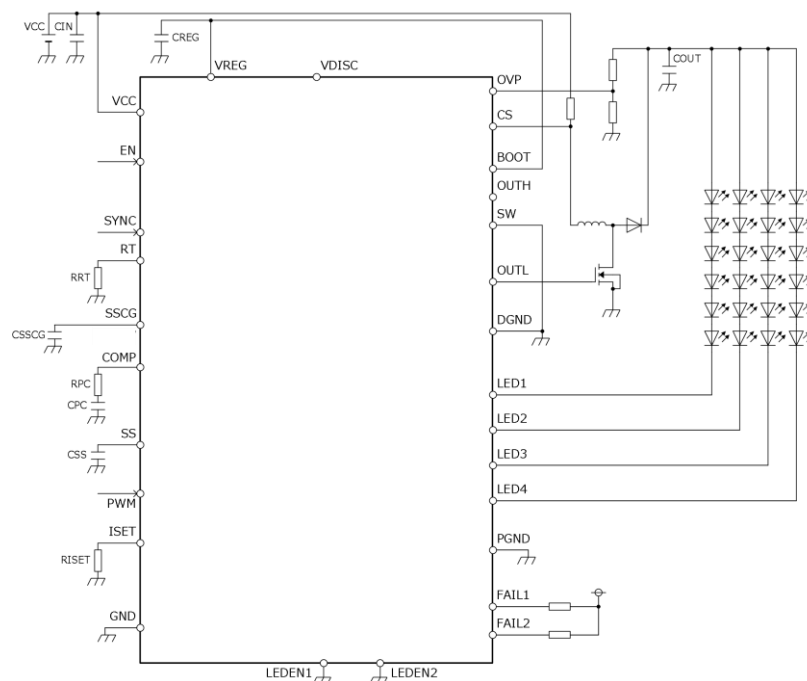 VCC CIN
CREG
COUT
VREG VDISC
OVP
VCC
CS
EN
BOOT
OUTH
SYNC
SW
RT
RRT
OUTL
SSCG
CSSCG
DGND
COMP
RPC
CPC
LED1
SS
LED2
CSS
LED3
PWM
LED4
ISET
RISET
PGND
FAIL1
GND
FAIL2
LEDEN1 LEDEN2